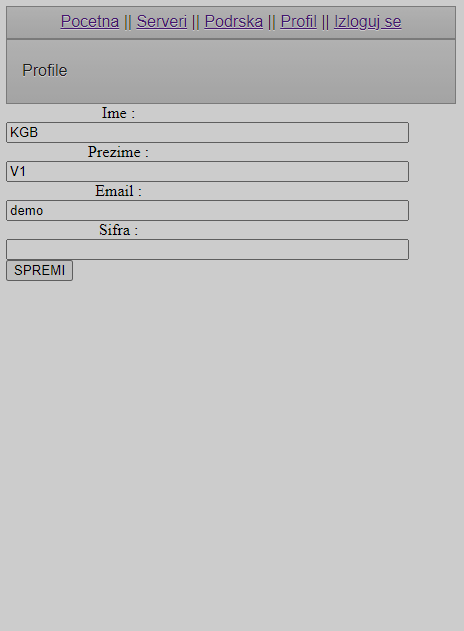 Pocetna || Serveri || Podrska || Profil || Izloguj se
Profile
Ime :
KGB
Prezime :
V1
Email :
demo
Sifra :
SPREMI